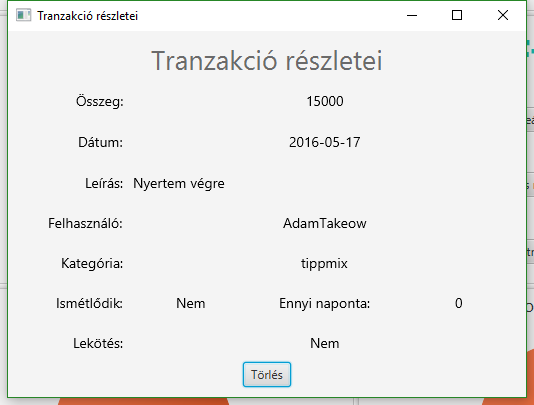 Tranzakció részletei
Tranzakció részletei
Összeg: 15000
Dátum: 2016-05-17
Leírás: Nyertem végre
Felhasználó: AdamTakeow
Kategória: tippmix
Ismétlődik: Nem Ennyi naponta: 0
Lekötés: Nem
Törlés